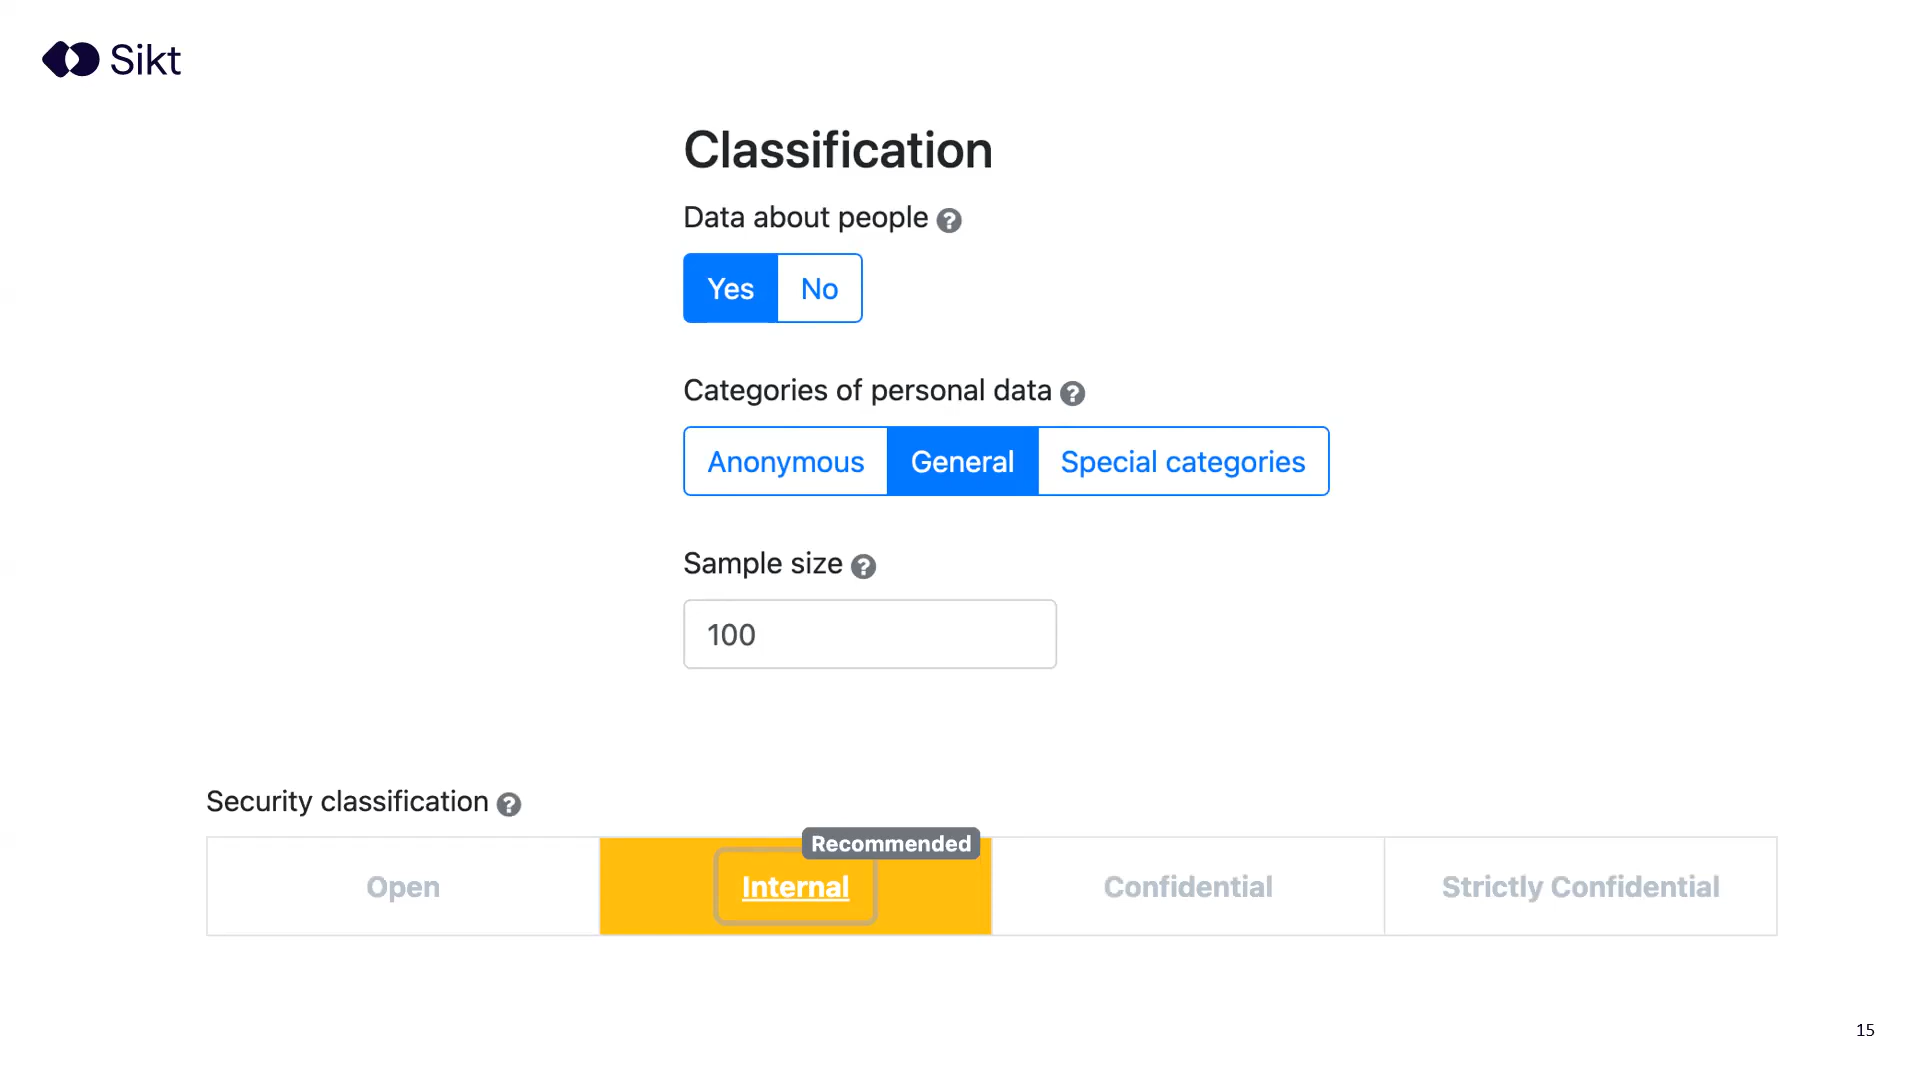 Sikt
Classification
Data about people ?
Yes No
Categories of personal data ?
Anonymous General Special categories
Sample size ?
100
Security classification ?
Recommended
Open Internal Confidential Strictly Confidential
15